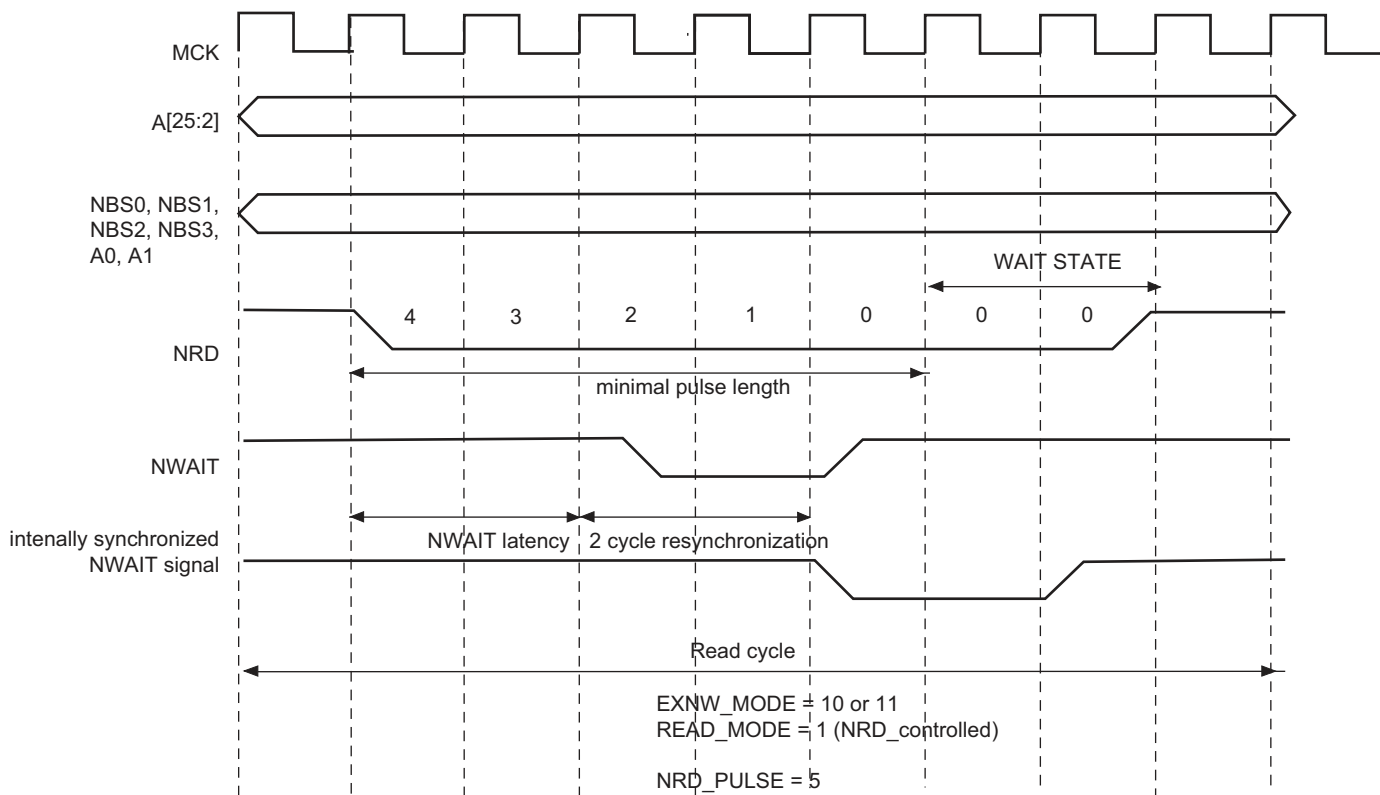 MCK
A[25:2]
NBS0, NBS1,
NBS2, NBS3,
A0, A1
WAIT STATE
4 3 2 1 0 0 0
NRD
minimal pulse length
NWAIT
intenally synchronized
NWAIT signal
NWAIT latency
2 cycle resynchronization
Read cycle
EXNW_MODE = 10 or 11
READ_MODE = 1 (NRD_controlled)
NRD_PULSE = 5